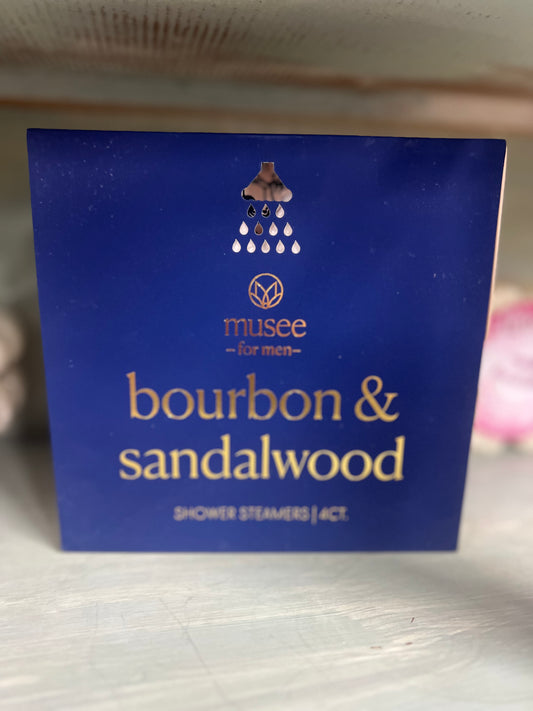 musee
–for men–
bourbon &
sandalwood
SHOWER STEAMERS | 4CT.